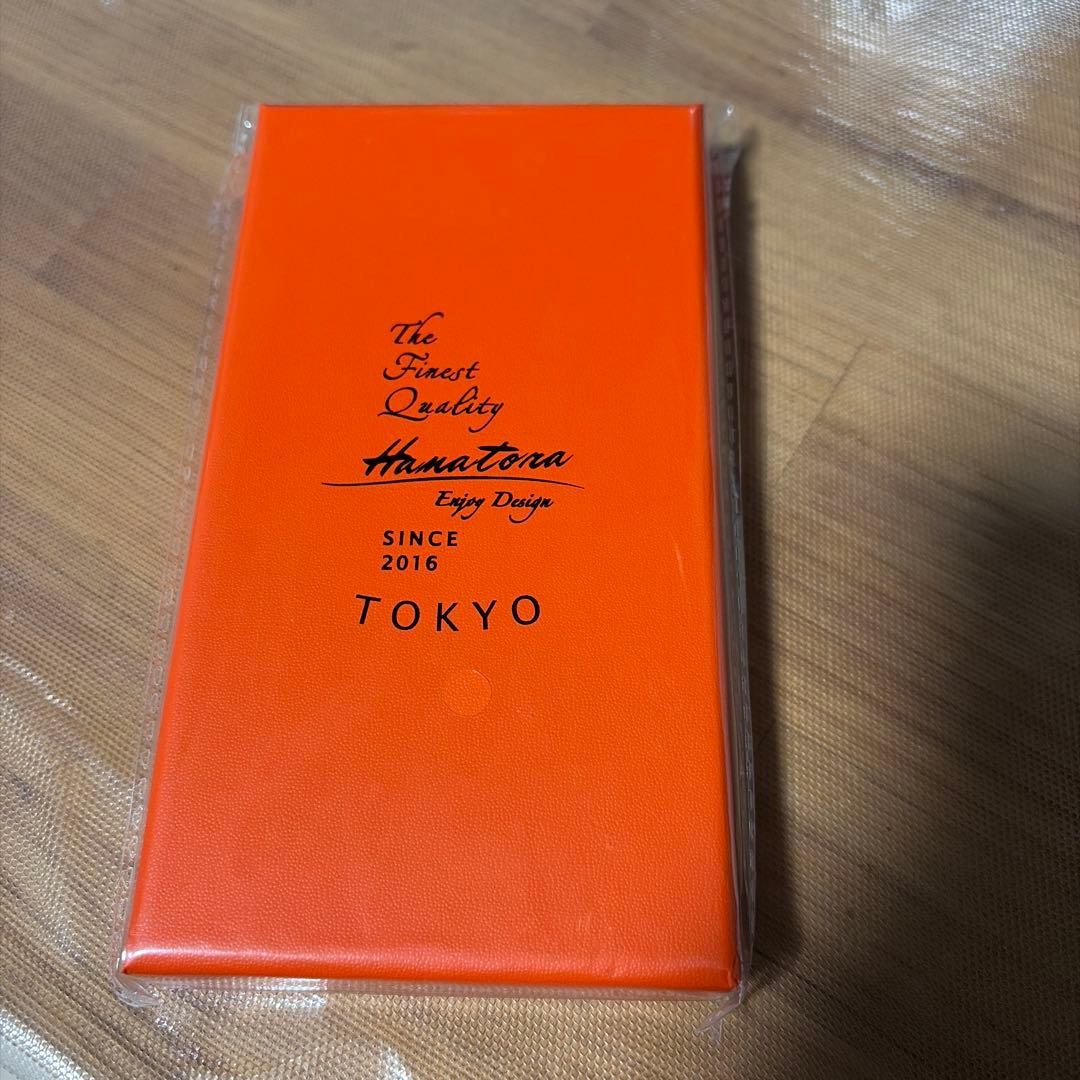 The
Finest
Quality
Hanatora
Enjoy Design
SINCE
2016
TOKYO